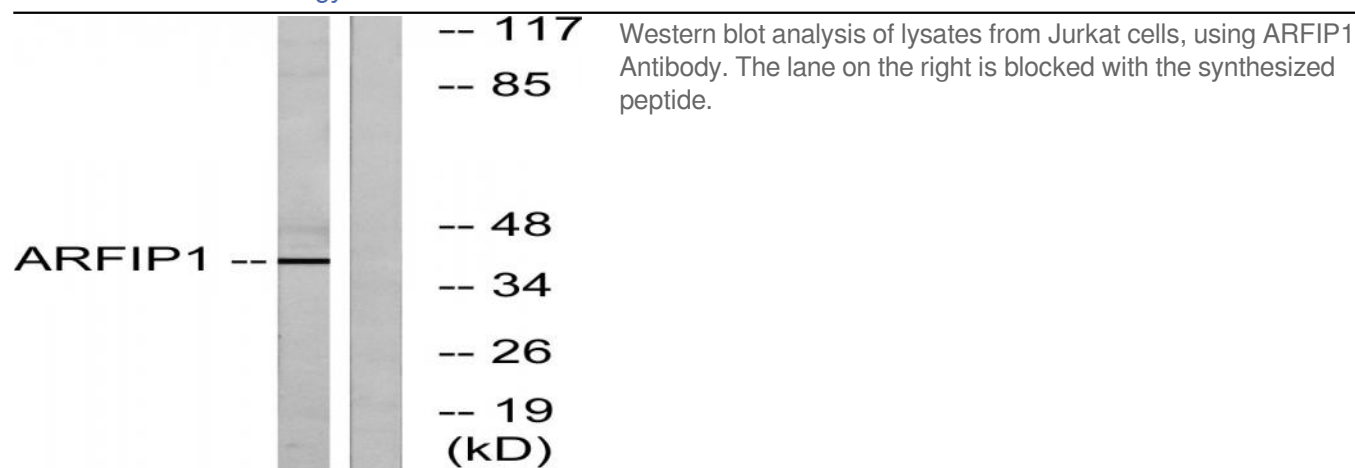 -- 117
-- 85
-- 48
ARFIP1 --
-- 34
-- 26
-- 19
(kD)
Western blot analysis of lysates from Jurkat cells, using ARFIP1
Antibody. The lane on the right is blocked with the synthesized
peptide.